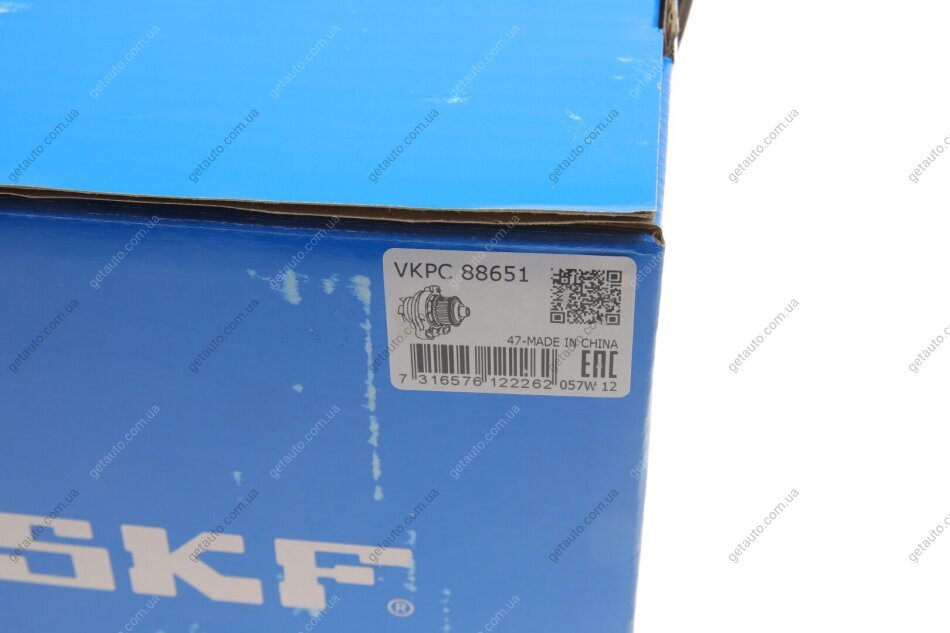 VKPC 88651
47-MADE IN CHINA
EAC
7 316576 122262 057W 12
SKF®
getauto.com.ua